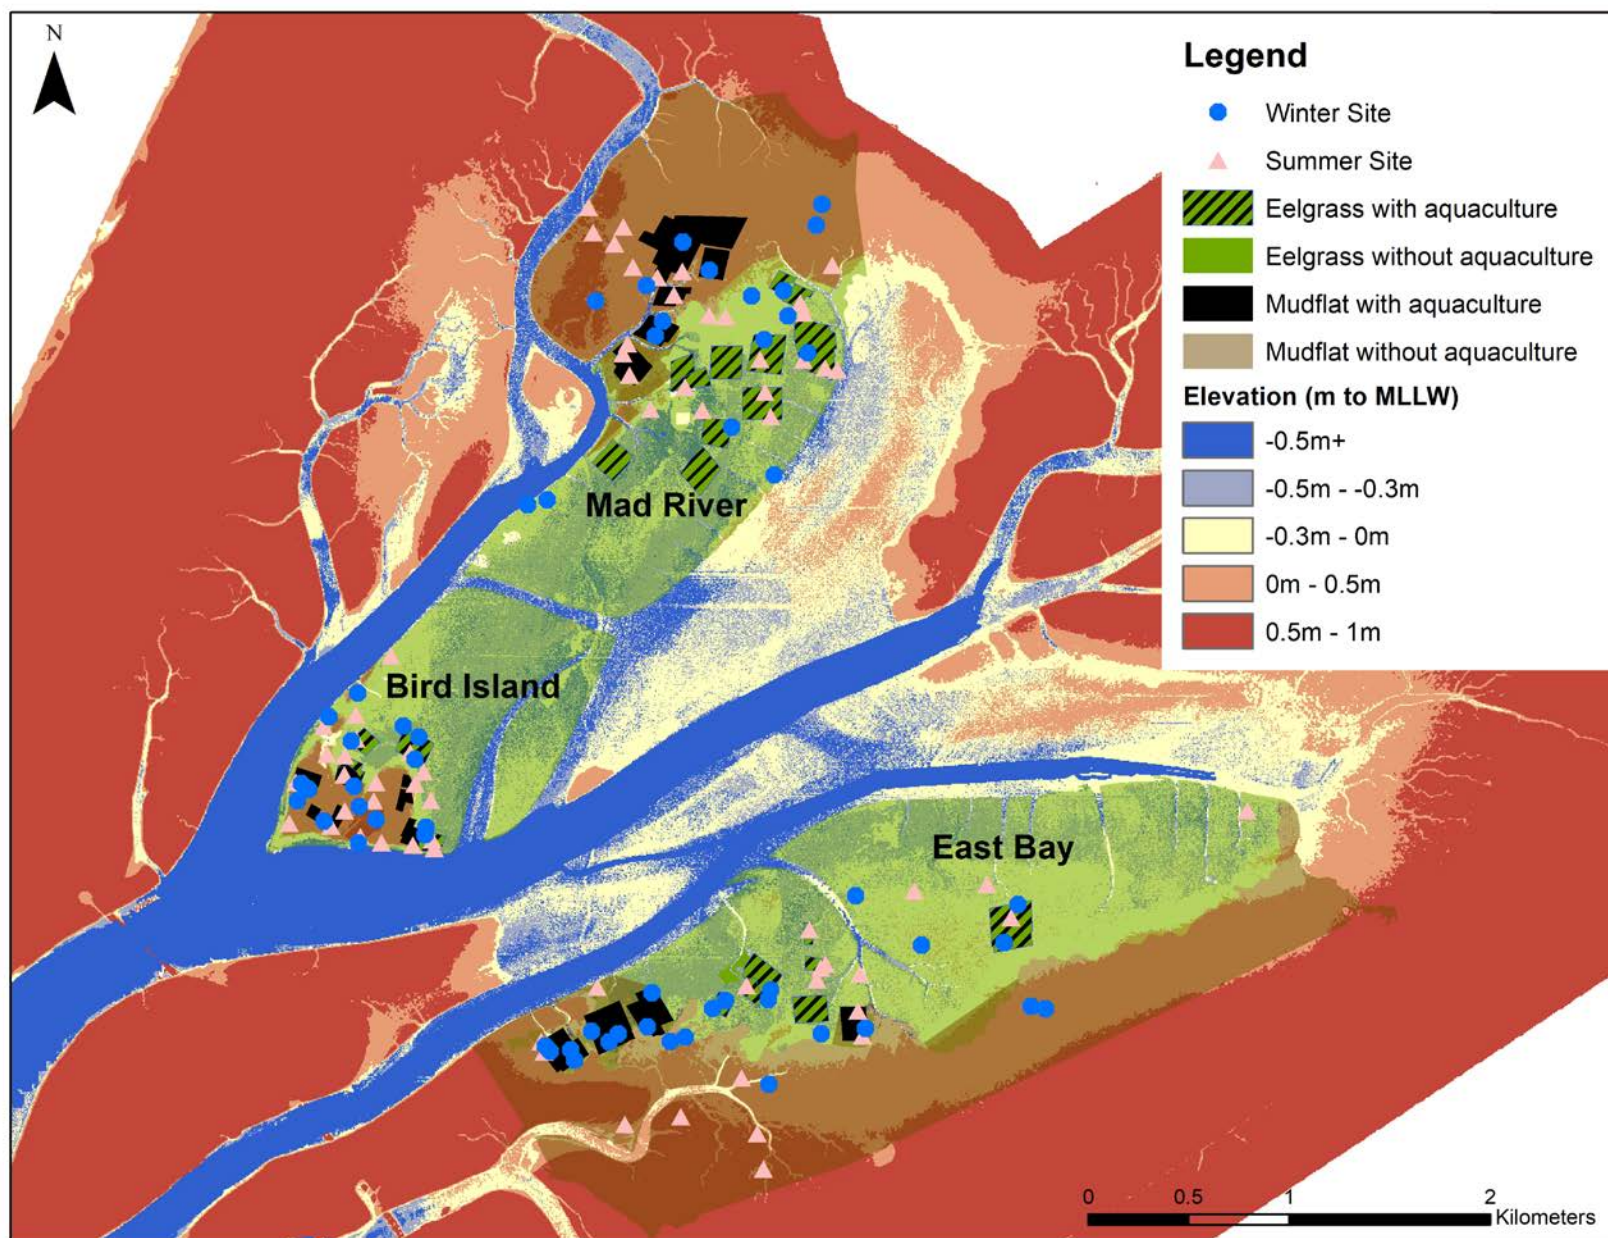 N
Legend
Winter Site
Summer Site
Eelgrass with aquaculture
Eelgrass without aquaculture
Mudflat with aquaculture
Mudflat without aquaculture
Elevation (m to MLLW)
-0.5m+
-0.5m - -0.3m
-0.3m - 0m
0m - 0.5m
0.5m - 1m
Mad River
Bird Island
East Bay
0 0.5 1 2
Kilometers